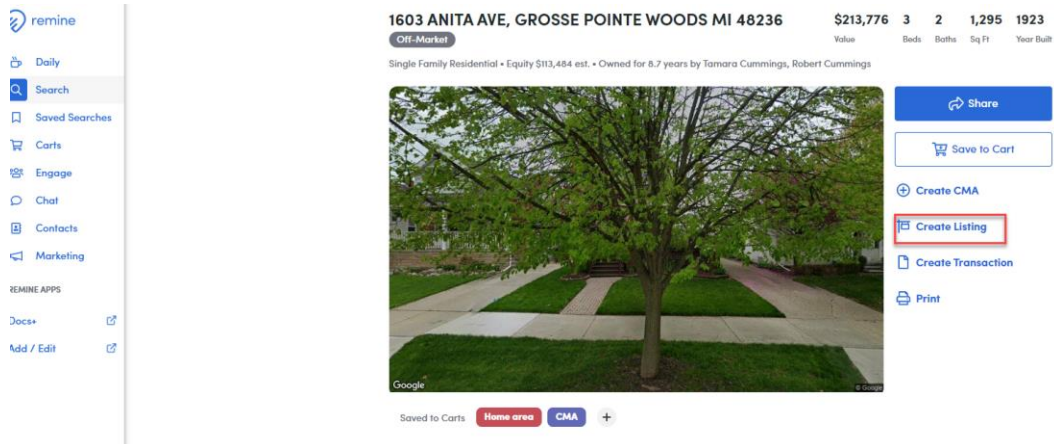 remine
Daily
Search
Saved Searches
Carts
Engage
Chat
Contacts
Marketing
REMINE APPS
Docs+
Add / Edit
1603 ANITA AVE, GROSSE POINTE WOODS MI 48236
Off-Market
$213,776 3 2 1,295 1923
Value Beds Baths Sq Ft Year Built
Single Family Residential • Equity $113,484 est. • Owned for 8.7 years by Tamara Cummings, Robert Cummings
Share
Save to Cart
Create CMA
Create Listing
Create Transaction
Print
Google
© Google
Saved to Carts Home area CMA +